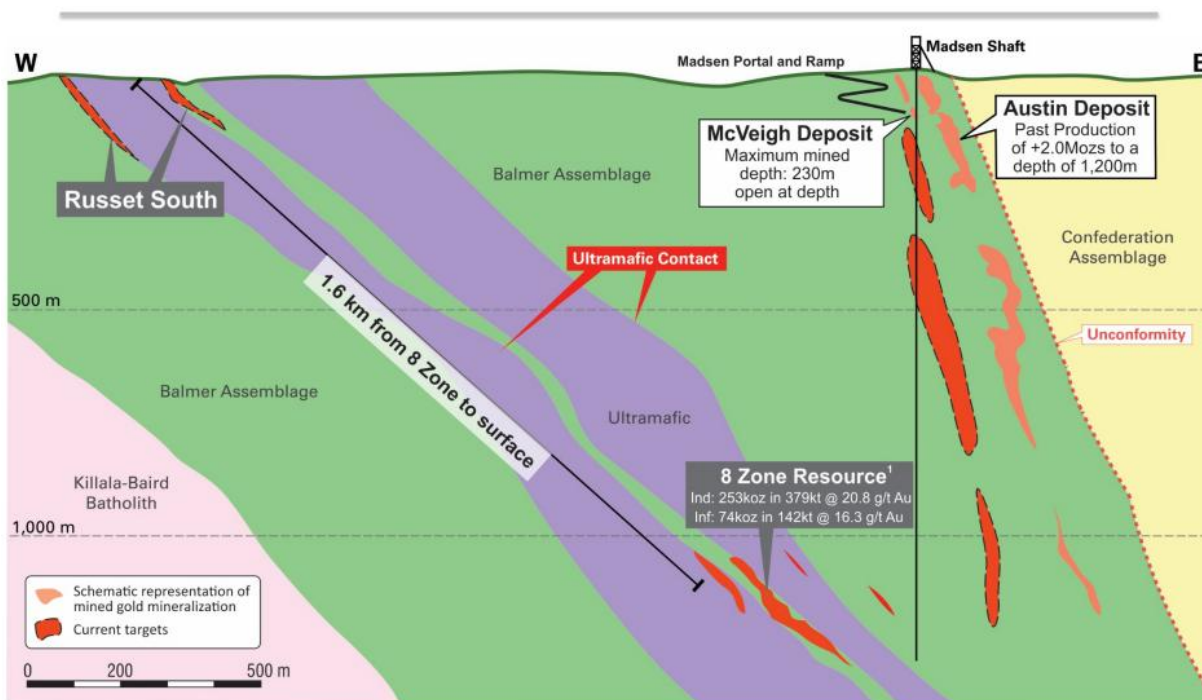 W
Madsen Portal and Ramp
Madsen Shaft
E
McVeigh Deposit
Maximum mined
depth: 230m
open at depth
Austin Deposit
Past Production
of +2.0Mozs to a
depth of 1,200m
Russet South
Balmer Assemblage
Confederation
Assemblage
Ultramafic Contact
500 m
1.6 km from 8 Zone to surface
Unconformity
Balmer Assemblage
Ultramafic
Killala-Baird
Batholith
8 Zone Resource¹
Ind: 253koz in 379kt @ 20.8 g/t Au
Inf: 74koz in 142kt @ 16.3 g/t Au
1,000 m
Schematic representation of
mined gold mineralization
Current targets
0 200 500 m